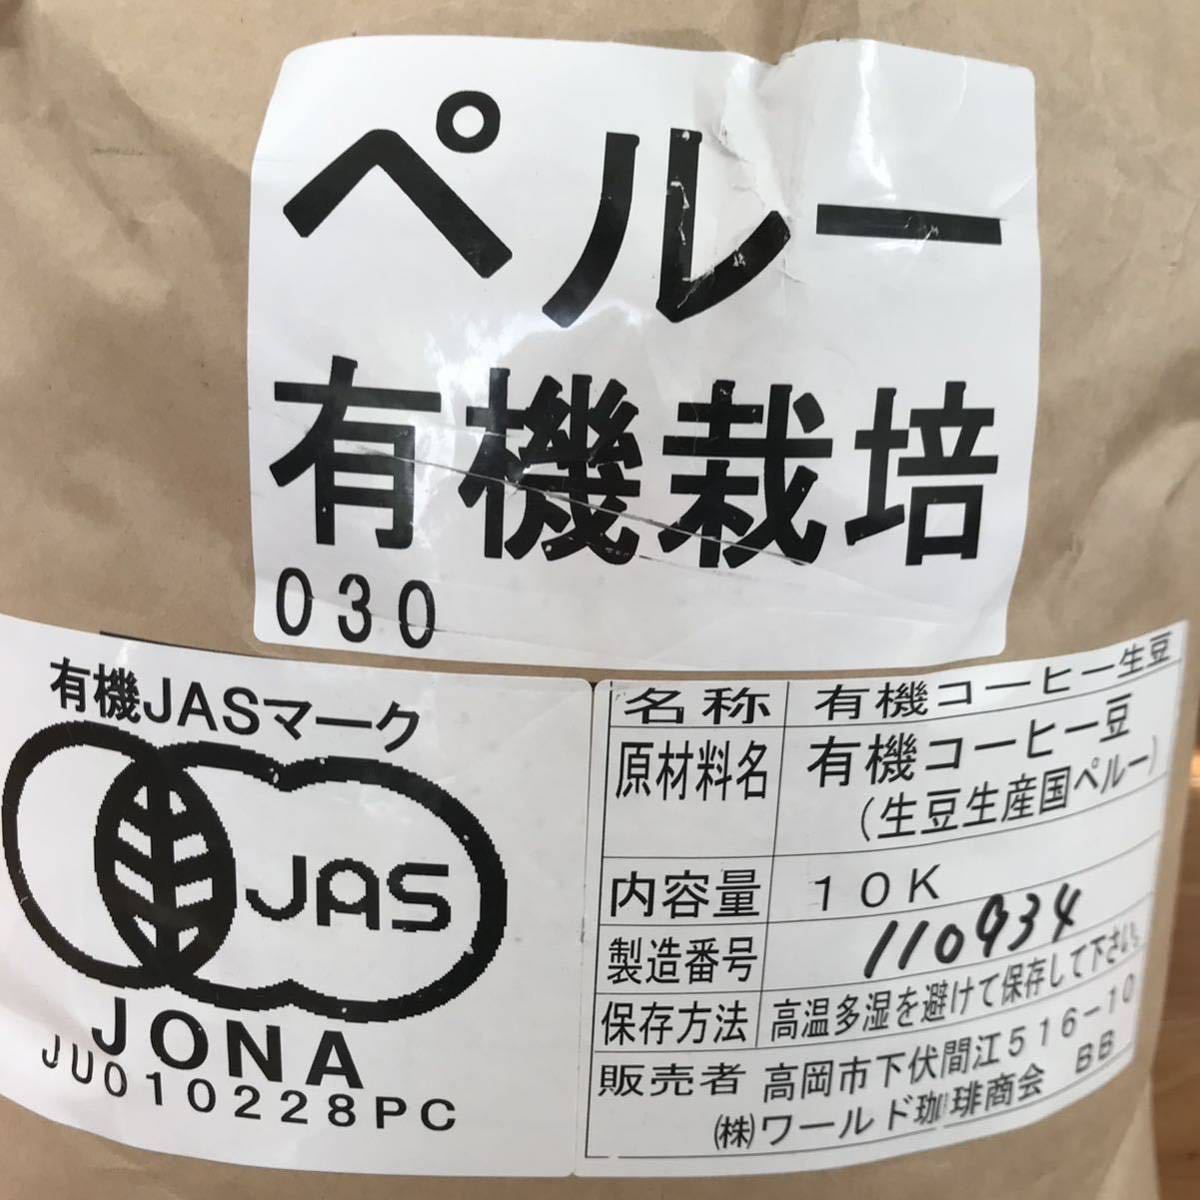 ペルー
有機栽培
030
有機JASマーク
JAS
JONA
JU010228PC
名称 有機コーヒー生豆
原材料名 有機コーヒー豆
(生豆生産国ペルー)
内容量 10K
製造番号 110934
保存方法 高温多湿を避けて保存して下さい。
販売者 高岡市下伏間江516-10
㈱ワールド珈琲商会 BB